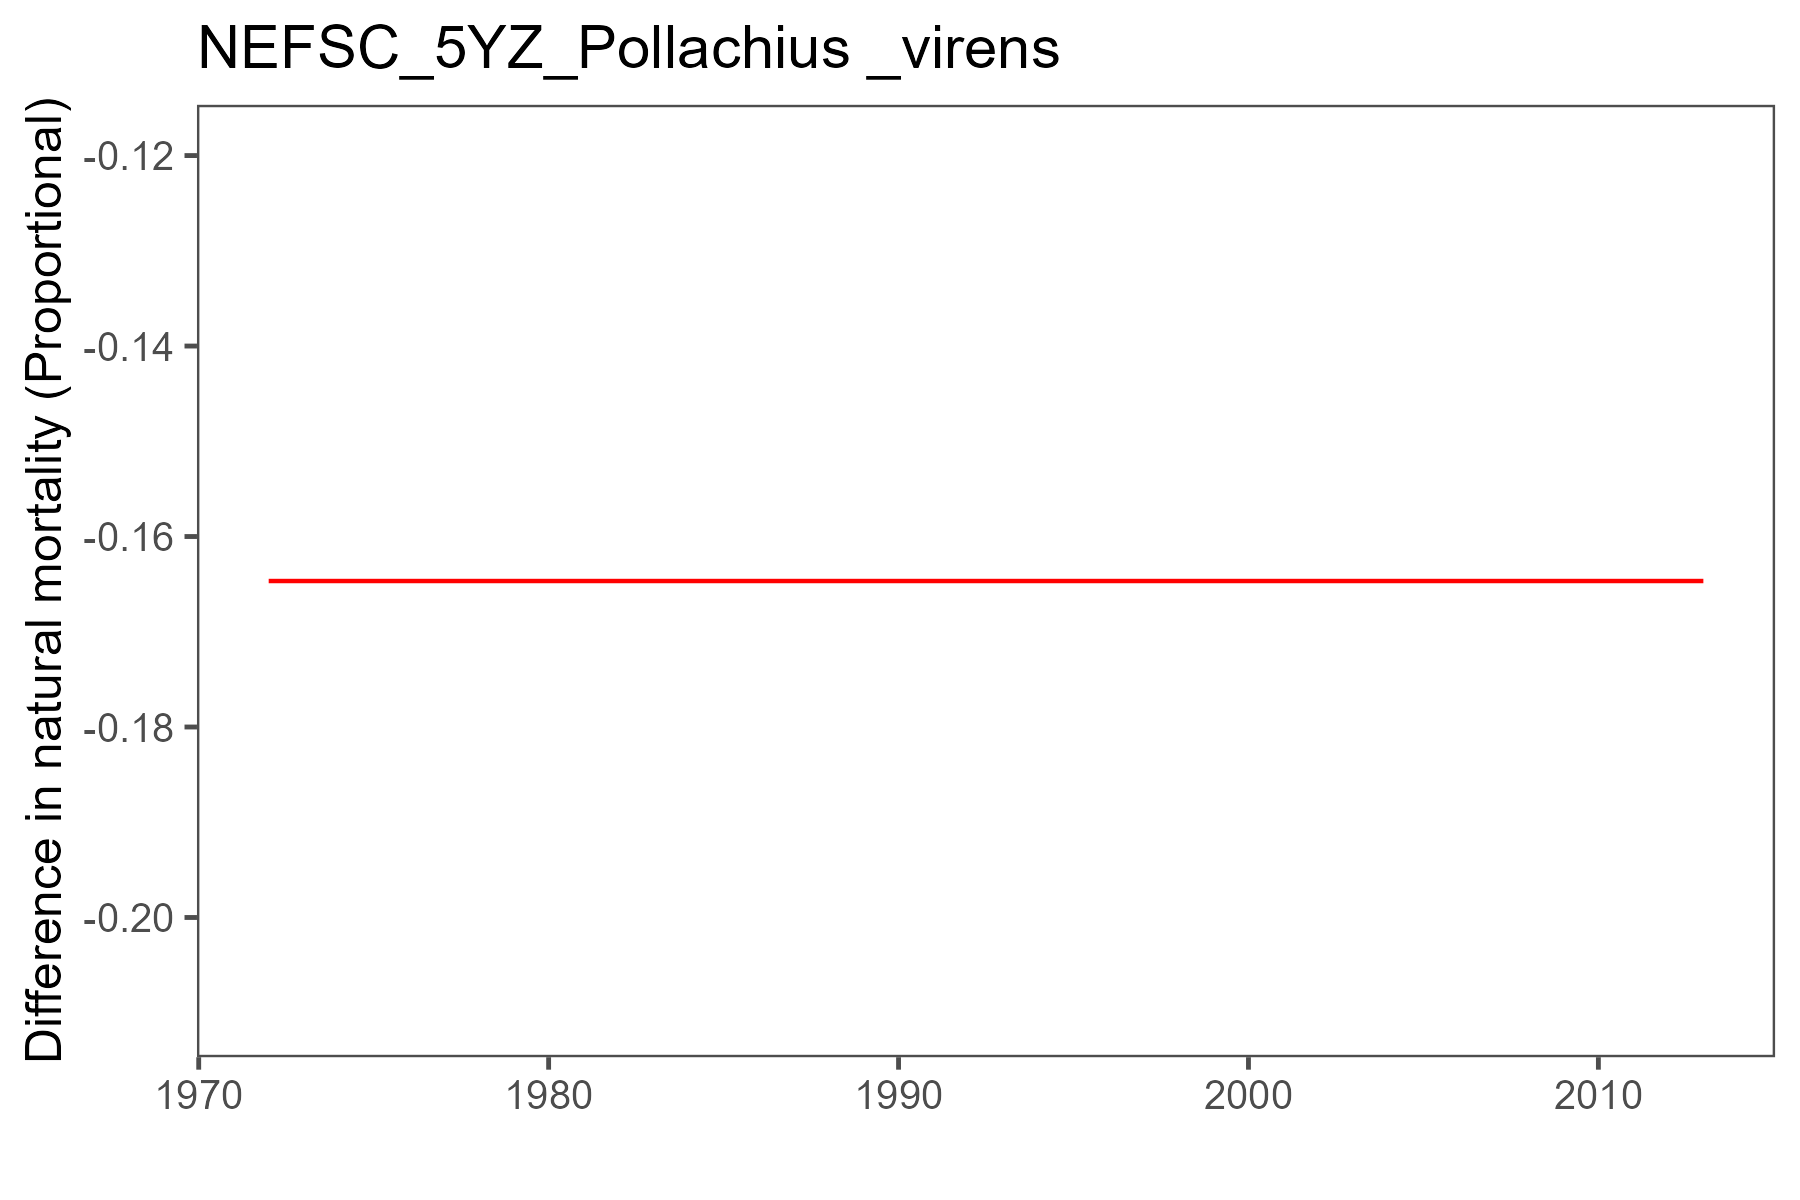 NEFSC_5YZ_Pollachius _virens
Difference in natural mortality (Proportional)
-0.12
-0.14
-0.16
-0.18
-0.20
1970 1980 1990 2000 2010